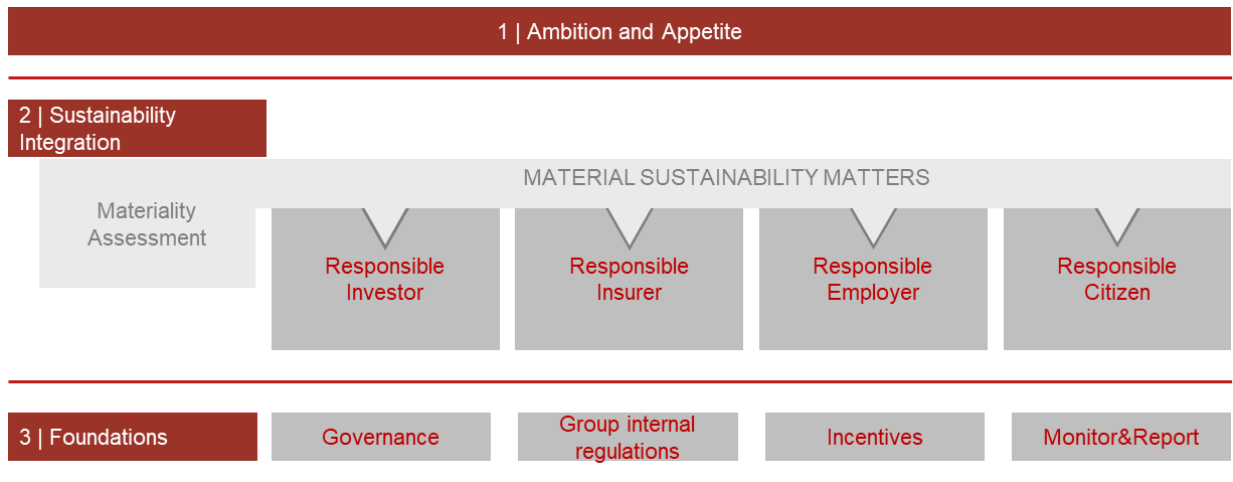 1 | Ambition and Appetite
2 | Sustainability
Integration
MATERIAL SUSTAINABILITY MATTERS
Materiality
Assessment
Responsible
Investor
Responsible
Insurer
Responsible
Employer
Responsible
Citizen
3 | Foundations
Governance
Group internal
regulations
Incentives
Monitor&Report